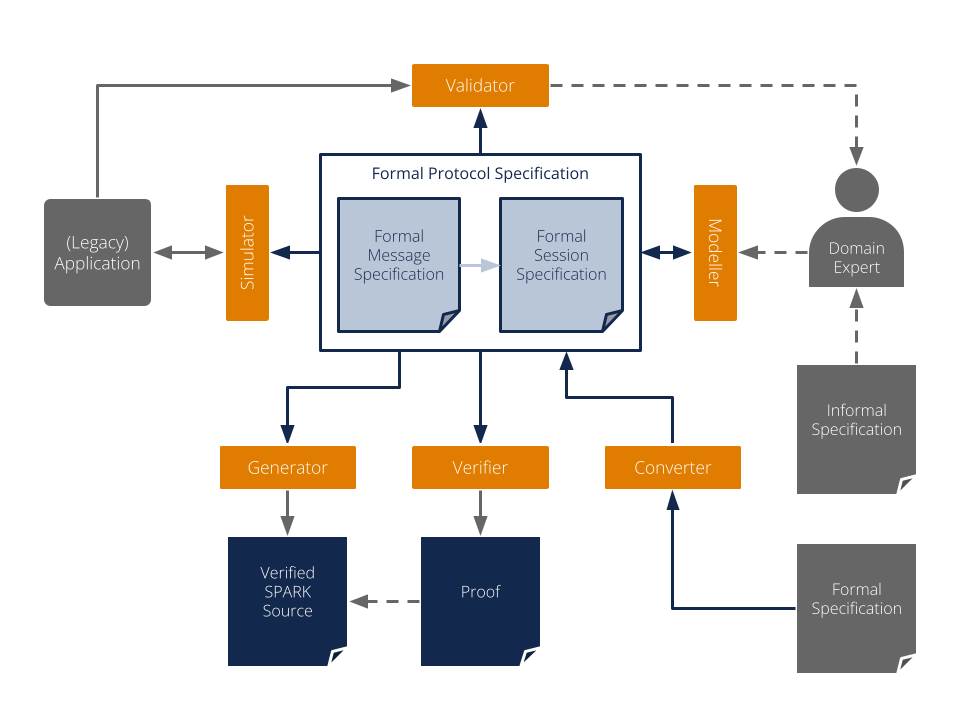 Validator
Formal Protocol Specification
(Legacy)
Application
Simulator
Formal
Message
Specification
Formal
Session
Specification
Modeller
Domain
Expert
Informal
Specification
Generator
Verifier
Converter
Verified
SPARK
Source
Proof
Formal
Specification